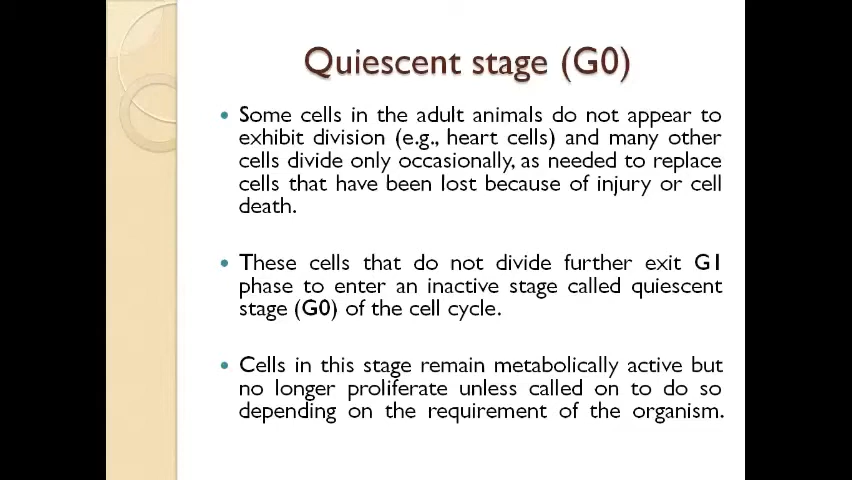 Quiescent stage (G0)
Some cells in the adult animals do not appear to
exhibit division (e.g., heart cells) and many other
cells divide only occasionally, as needed to replace
cells that have been lost because of injury or cell
death.
These cells that do not divide further exit G1
phase to enter an inactive stage called quiescent
stage (G0) of the cell cycle.
Cells in this stage remain metabolically active but
no longer proliferate unless called on to do so
depending on the requirement of the organism.